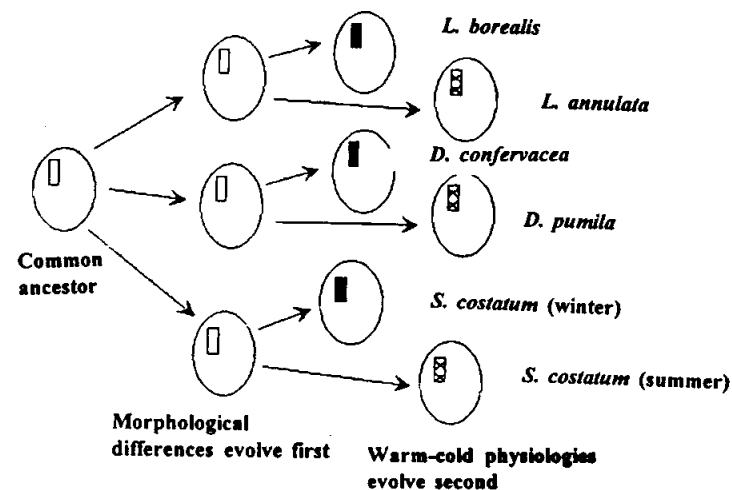 L. borealis
L. annulata
D. confervacea
D. pumila
Common
ancestor
S. costatum (winter)
S. costatum (summer)
Morphological
differences evolve first
Warm-cold physiologies
evolve second